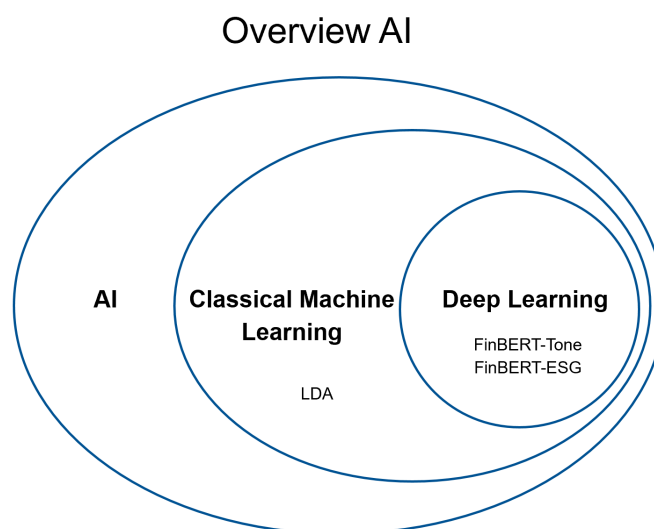 Overview AI
AI
Classical Machine
Learning
LDA
Deep Learning
FinBERT-Tone
FinBERT-ESG